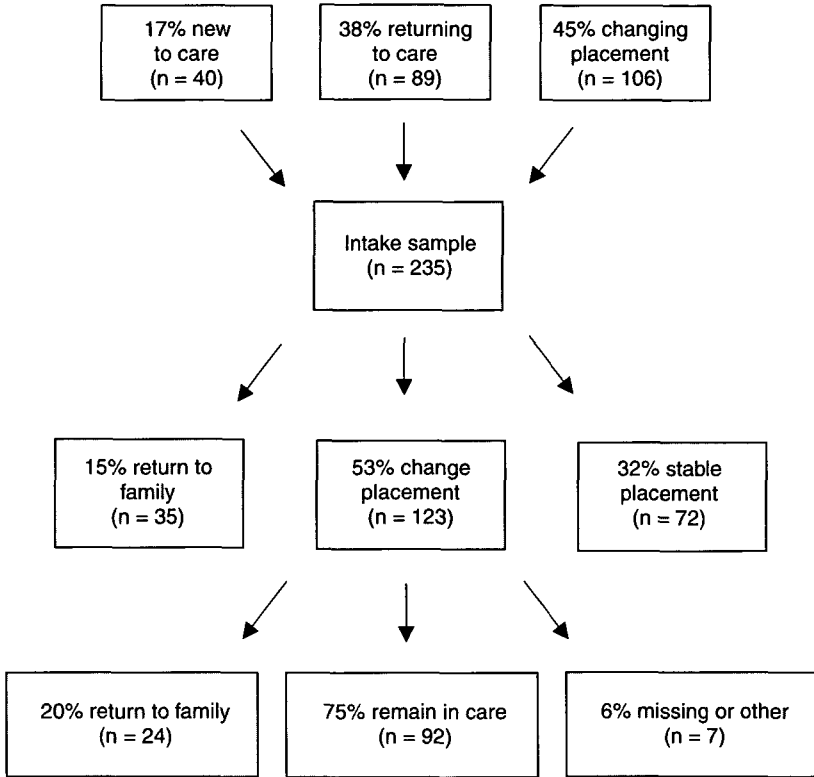 17% new
to care
(n = 40)
38% returning
to care
(n = 89)
45% changing
placement
(n = 106)
Intake sample
(n = 235)
15% return to
family
(n = 35)
53% change
placement
(n = 123)
32% stable
placement
(n = 72)
20% return to family
(n = 24)
75% remain in care
(n = 92)
6% missing or other
(n = 7)